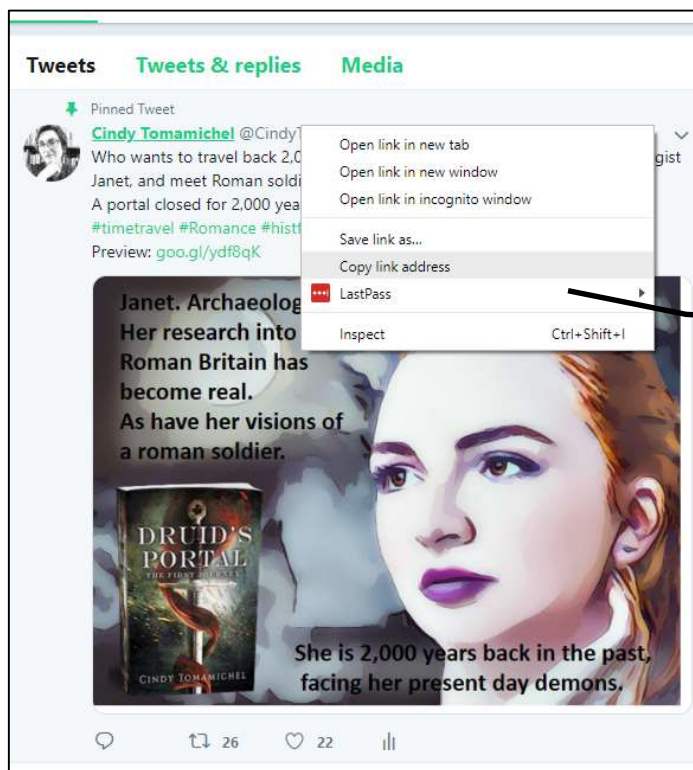 Tweets Tweets & replies Media
Pinned Tweet
Cindy Tomamichel
Who wants to travel back 2,0 gist
Janet, and meet Roman soldi
A portal closed for 2,000 yea
#timetravel #Romance #histf
Preview: goo.gl/ydf8qK
Open link in new tab
Open link in new window
Open link in incognito window
Save link as...
Copy link address
LastPass
Inspect Ctrl+Shift+I
Janet. Archaeolog
Her research into
Roman Britain has
become real.
As have her visions of
a roman soldier.
DRUID'S
PORTAL
THE FIRST JOURNEY
CINDY TOMAMICHEL
She is 2,000 years back in the past,
facing her present day demons.
26 22